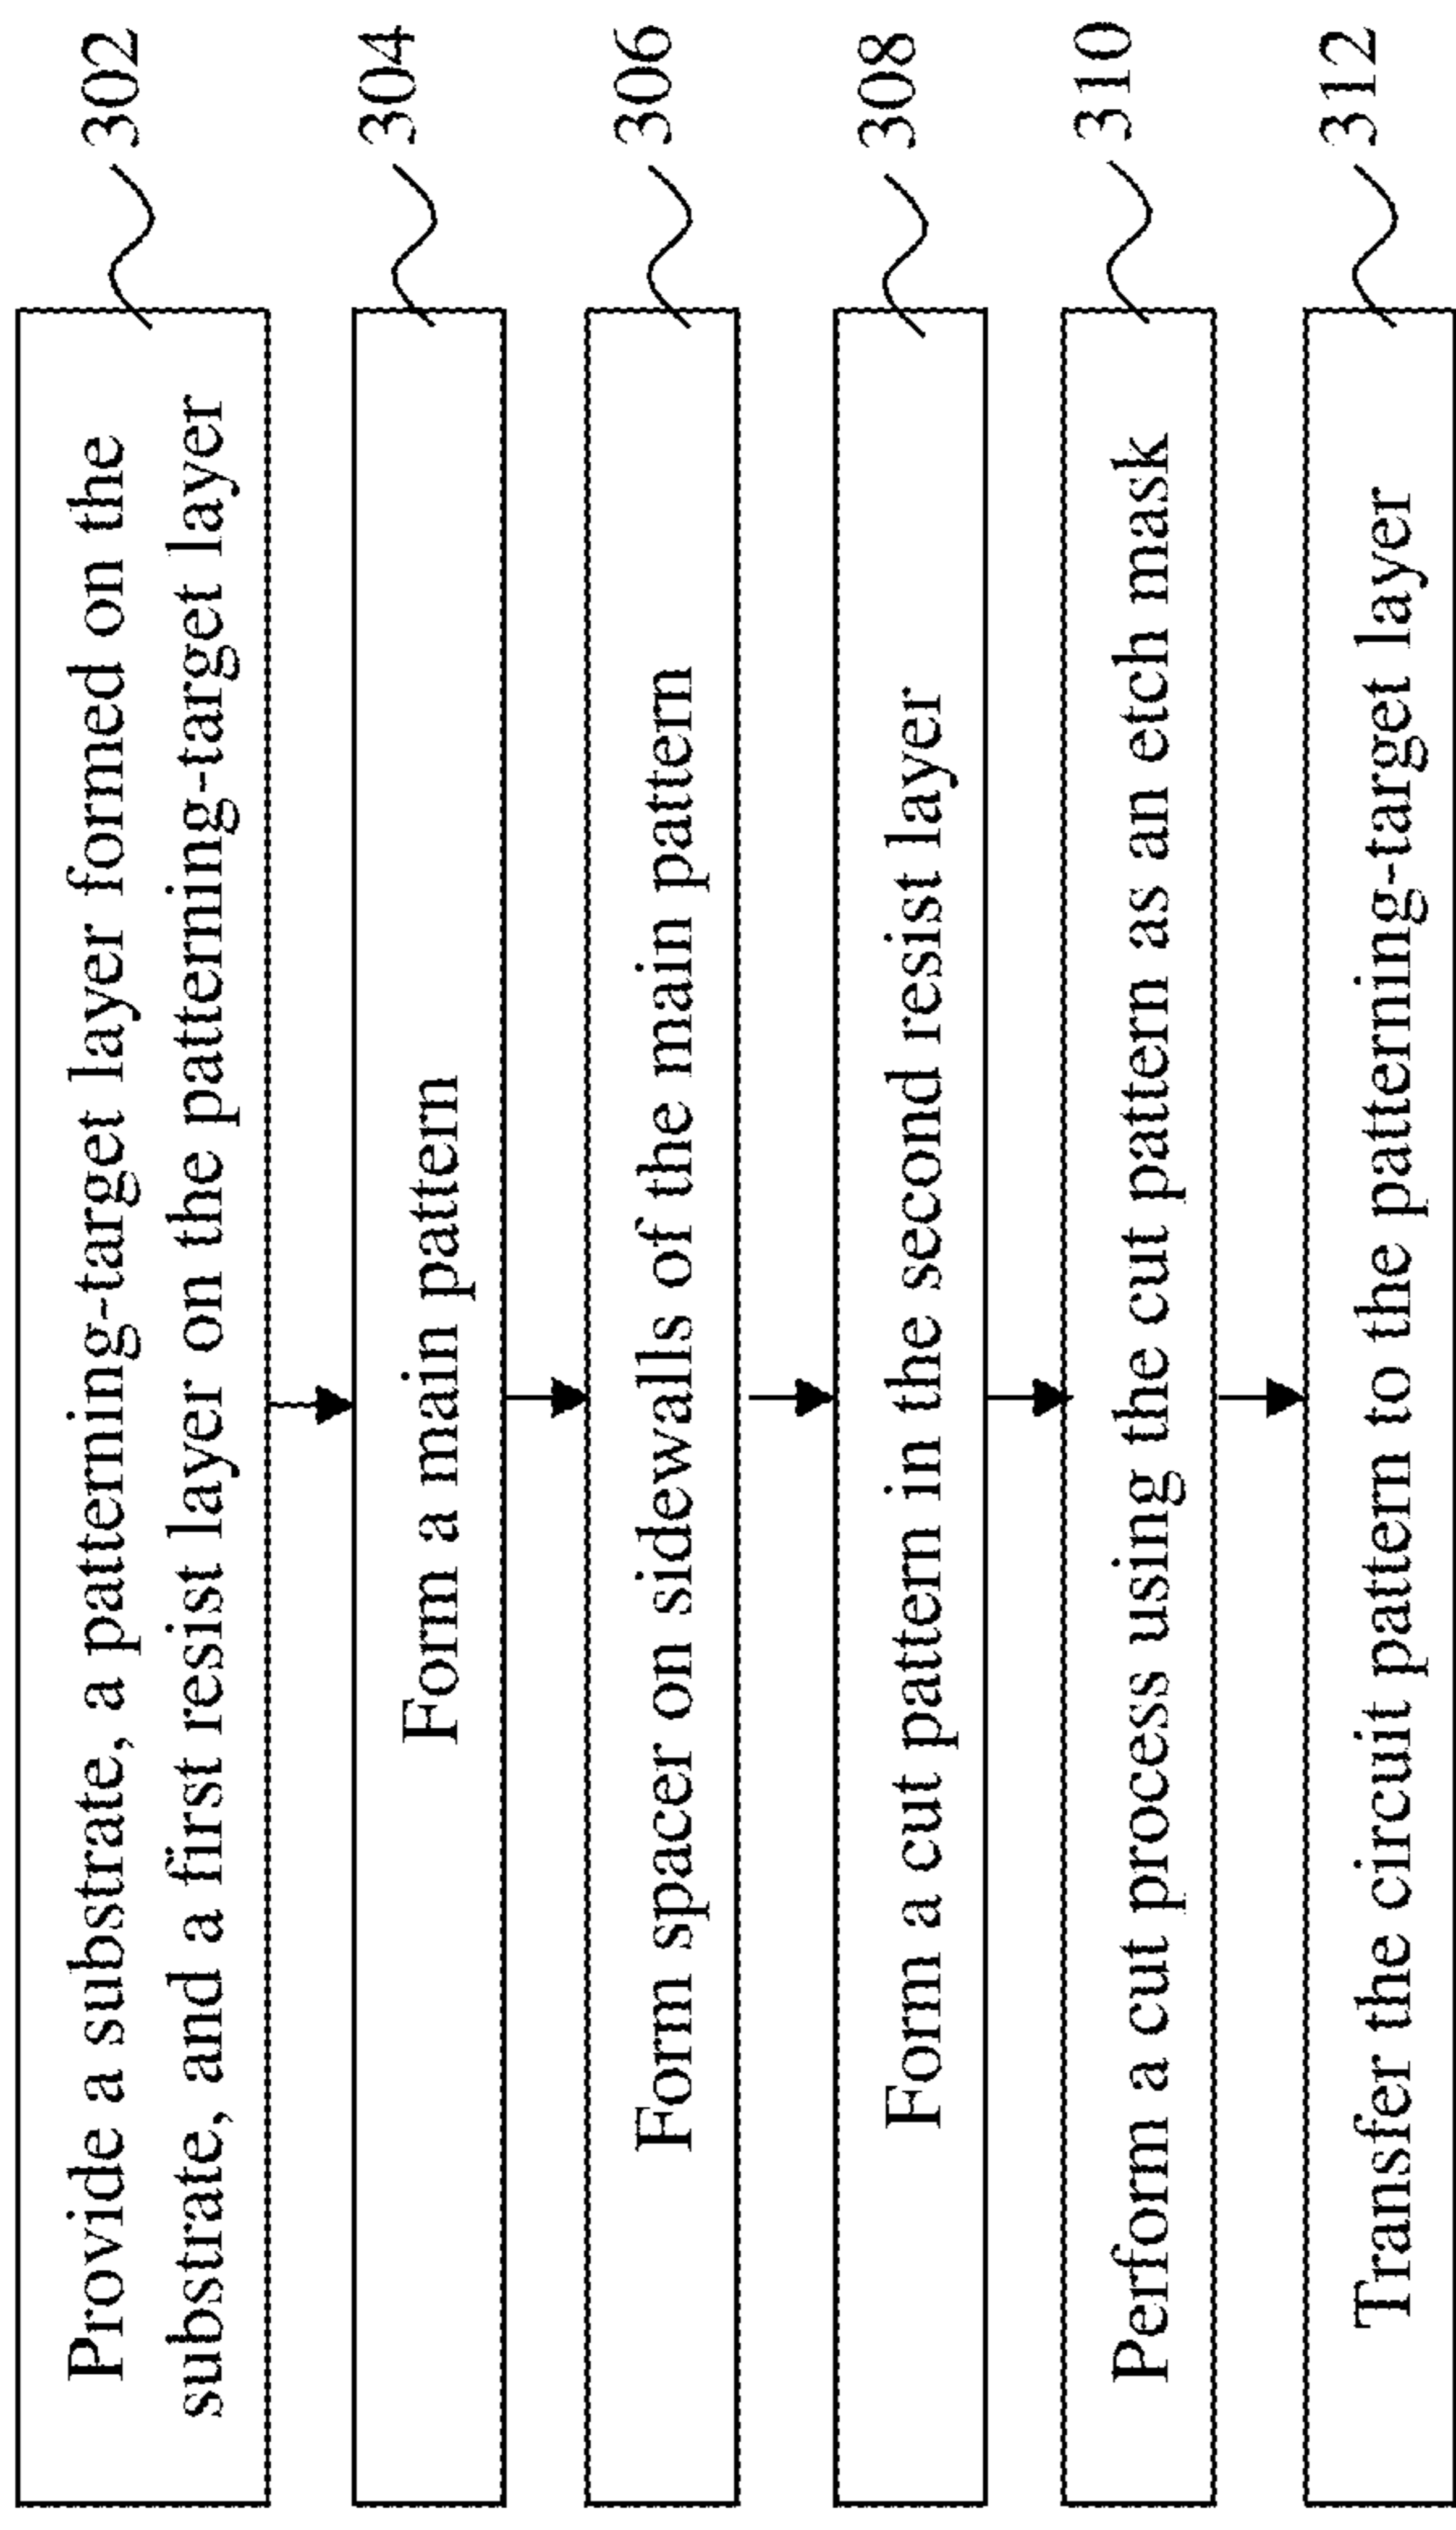 Provide a substrate, a patterning-target layer formed on the
substrate, and a first resist layer on the patterning-target layer
302
Form a main pattern
304
Form spacer on sidewalls of the main pattern
306
Form a cut pattern in the second resist layer
308
Perform a cut process using the cut pattern as an etch mask
310
Transfer the circuit pattern to the patterning-target layer
312